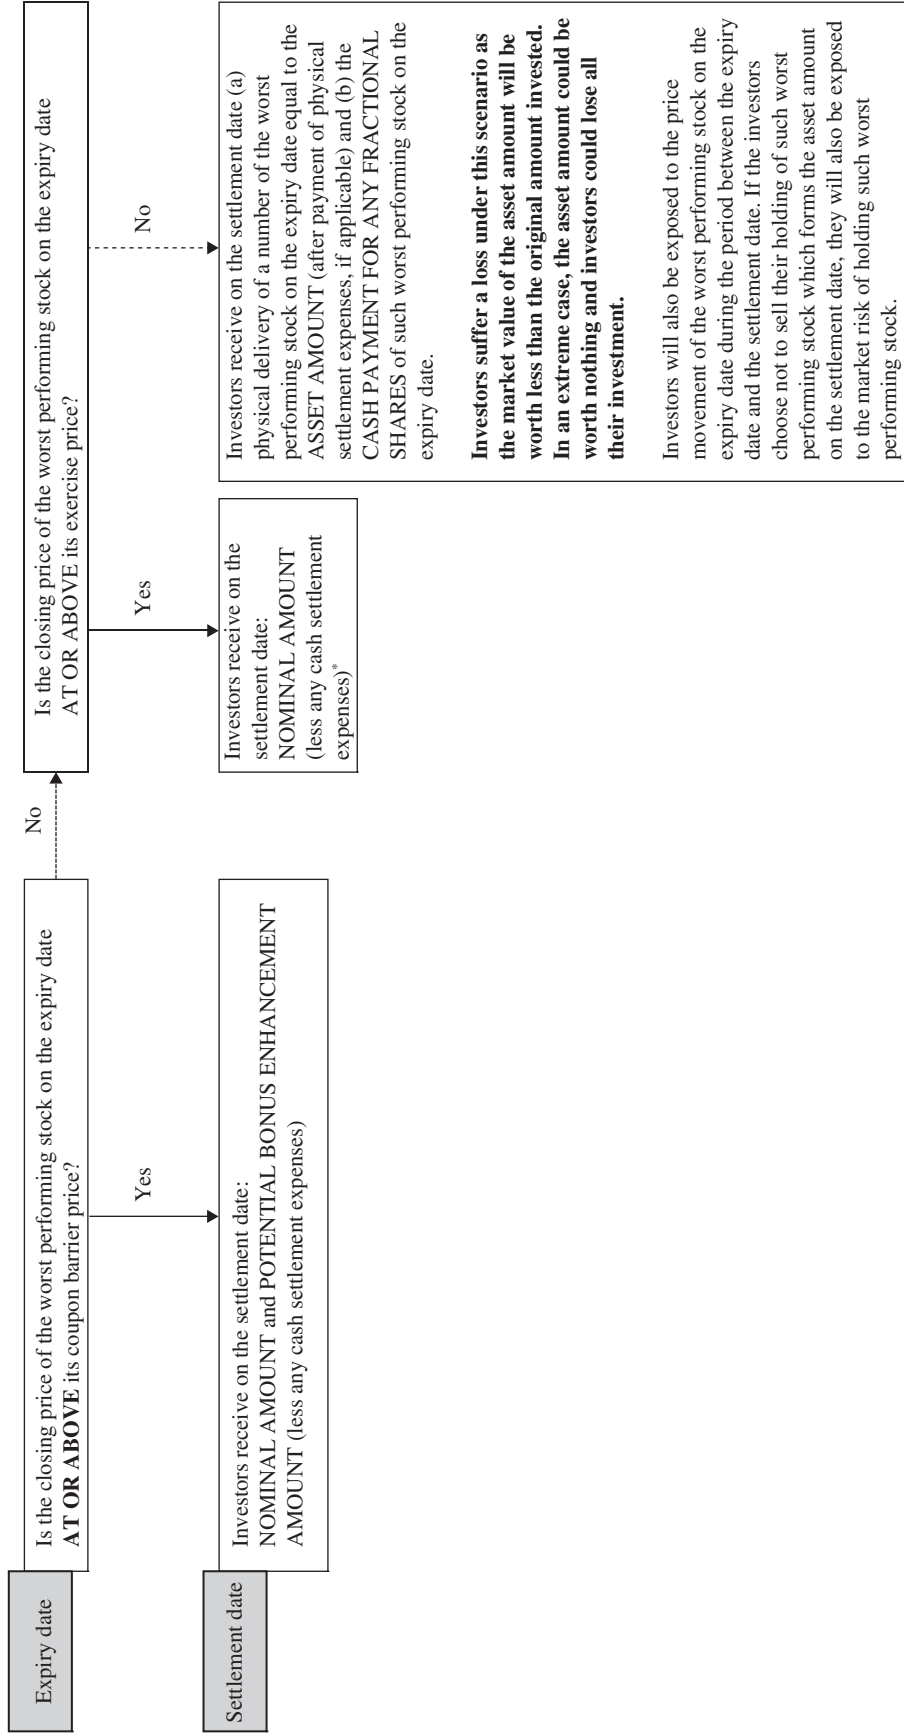 Expiry date
Is the closing price of the worst performing stock on the expiry date
AT OR ABOVE its coupon barrier price?
No
Is the closing price of the worst performing stock on the expiry date
AT OR ABOVE its exercise price?
Yes
Yes
No
Settlement date
Investors receive on the settlement date:
NOMINAL AMOUNT and POTENTIAL BONUS ENHANCEMENT
AMOUNT (less any cash settlement expenses)
Investors receive on the
settlement date:
NOMINAL AMOUNT
(less any cash settlement
expenses)*
Investors receive on the settlement date (a)
physical delivery of a number of the worst
performing stock on the expiry date equal to the
ASSET AMOUNT (after payment of physical
settlement expenses, if applicable) and (b) the
CASH PAYMENT FOR ANY FRACTIONAL
SHARES of such worst performing stock on the
expiry date.
Investors suffer a loss under this scenario as
the market value of the asset amount will be
worth less than the original amount invested.
In an extreme case, the asset amount could be
worth nothing and investors could lose all
their investment.
Investors will also be exposed to the price
movement of the worst performing stock on the
expiry date during the period between the expiry
date and the settlement date. If the investors
choose not to sell their holding of such worst
performing stock which forms the asset amount
on the settlement date, they will also be exposed
to the market risk of holding such worst
performing stock.